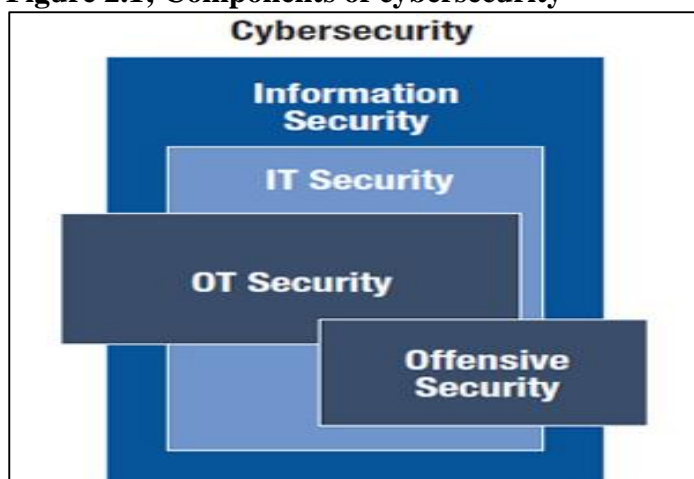 Figure 2.1; Components of cybersecurity
Cybersecurity
Information
Security
IT Security
OT Security
Offensive
Security